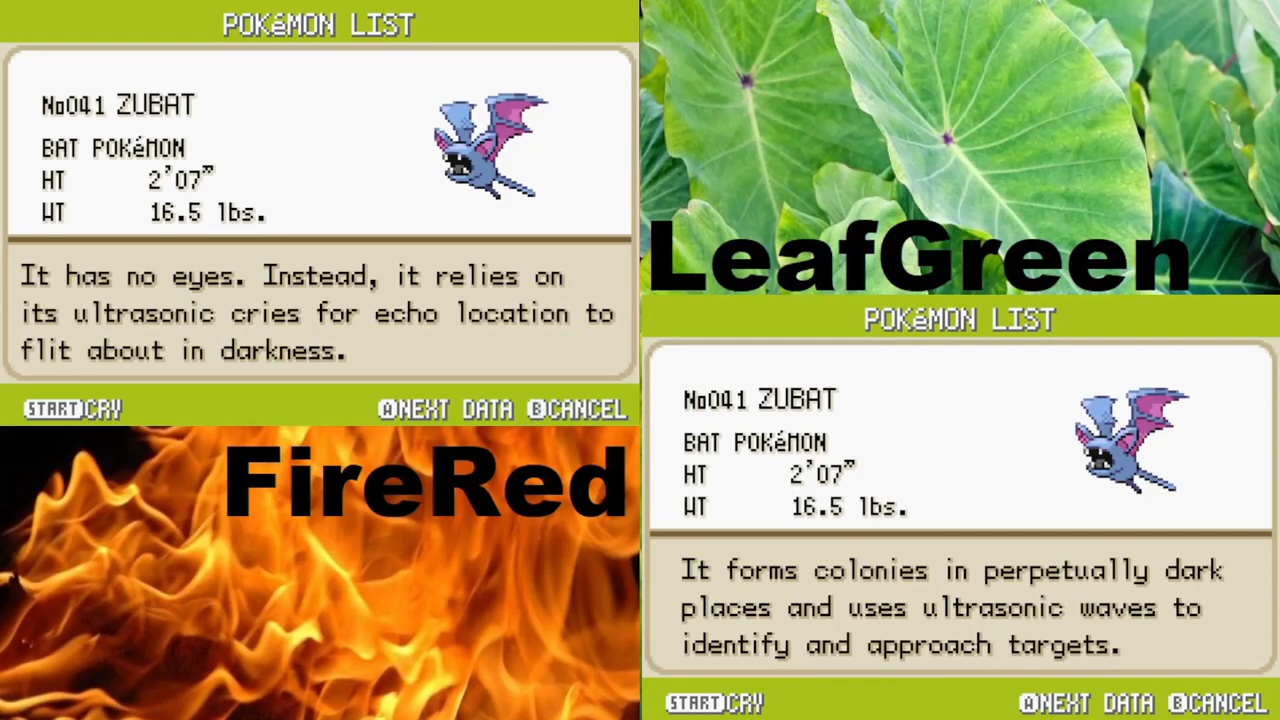 POKéMON LIST
No041 ZUBAT
BAT POKéMON
HT 2'07"
WT 16.5 lbs.
It has no eyes. Instead, it relies on
its ultrasonic cries for echo location to
flit about in darkness.
START CRY A NEXT DATA B CANCEL
FireRed
LeafGreen
POKéMON LIST
No041 ZUBAT
BAT POKéMON
HT 2'07"
WT 16.5 lbs.
It forms colonies in perpetually dark
places and uses ultrasonic waves to
identify and approach targets.
START CRY A NEXT DATA B CANCEL